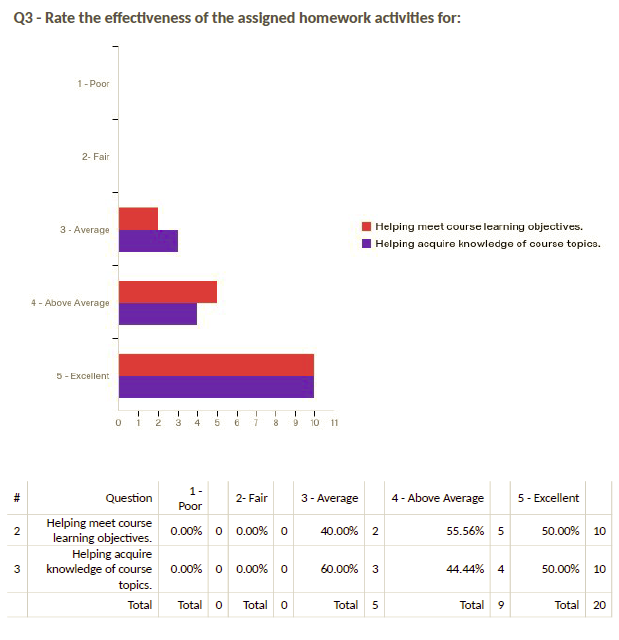 Q3 - Rate the effectiveness of the assigned homework activities for:
1 - Poor
2- Fair
3 - Average
4 - Above Average
5 - Excellent
0 1 2 3 4 5 6 7 8 9 10 11
Helping meet course learning objectives.
Helping acquire knowledge of course topics.
# Question 1 - Poor 2- Fair 3 - Average 4 - Above Average 5 - Excellent
2 Helping meet course learning objectives. 0.00% 0 0.00% 0 40.00% 2 55.56% 5 50.00% 10
3 Helping acquire knowledge of course topics. 0.00% 0 0.00% 0 60.00% 3 44.44% 4 50.00% 10
Total Total 0 Total 0 Total 5 Total 9 Total 20